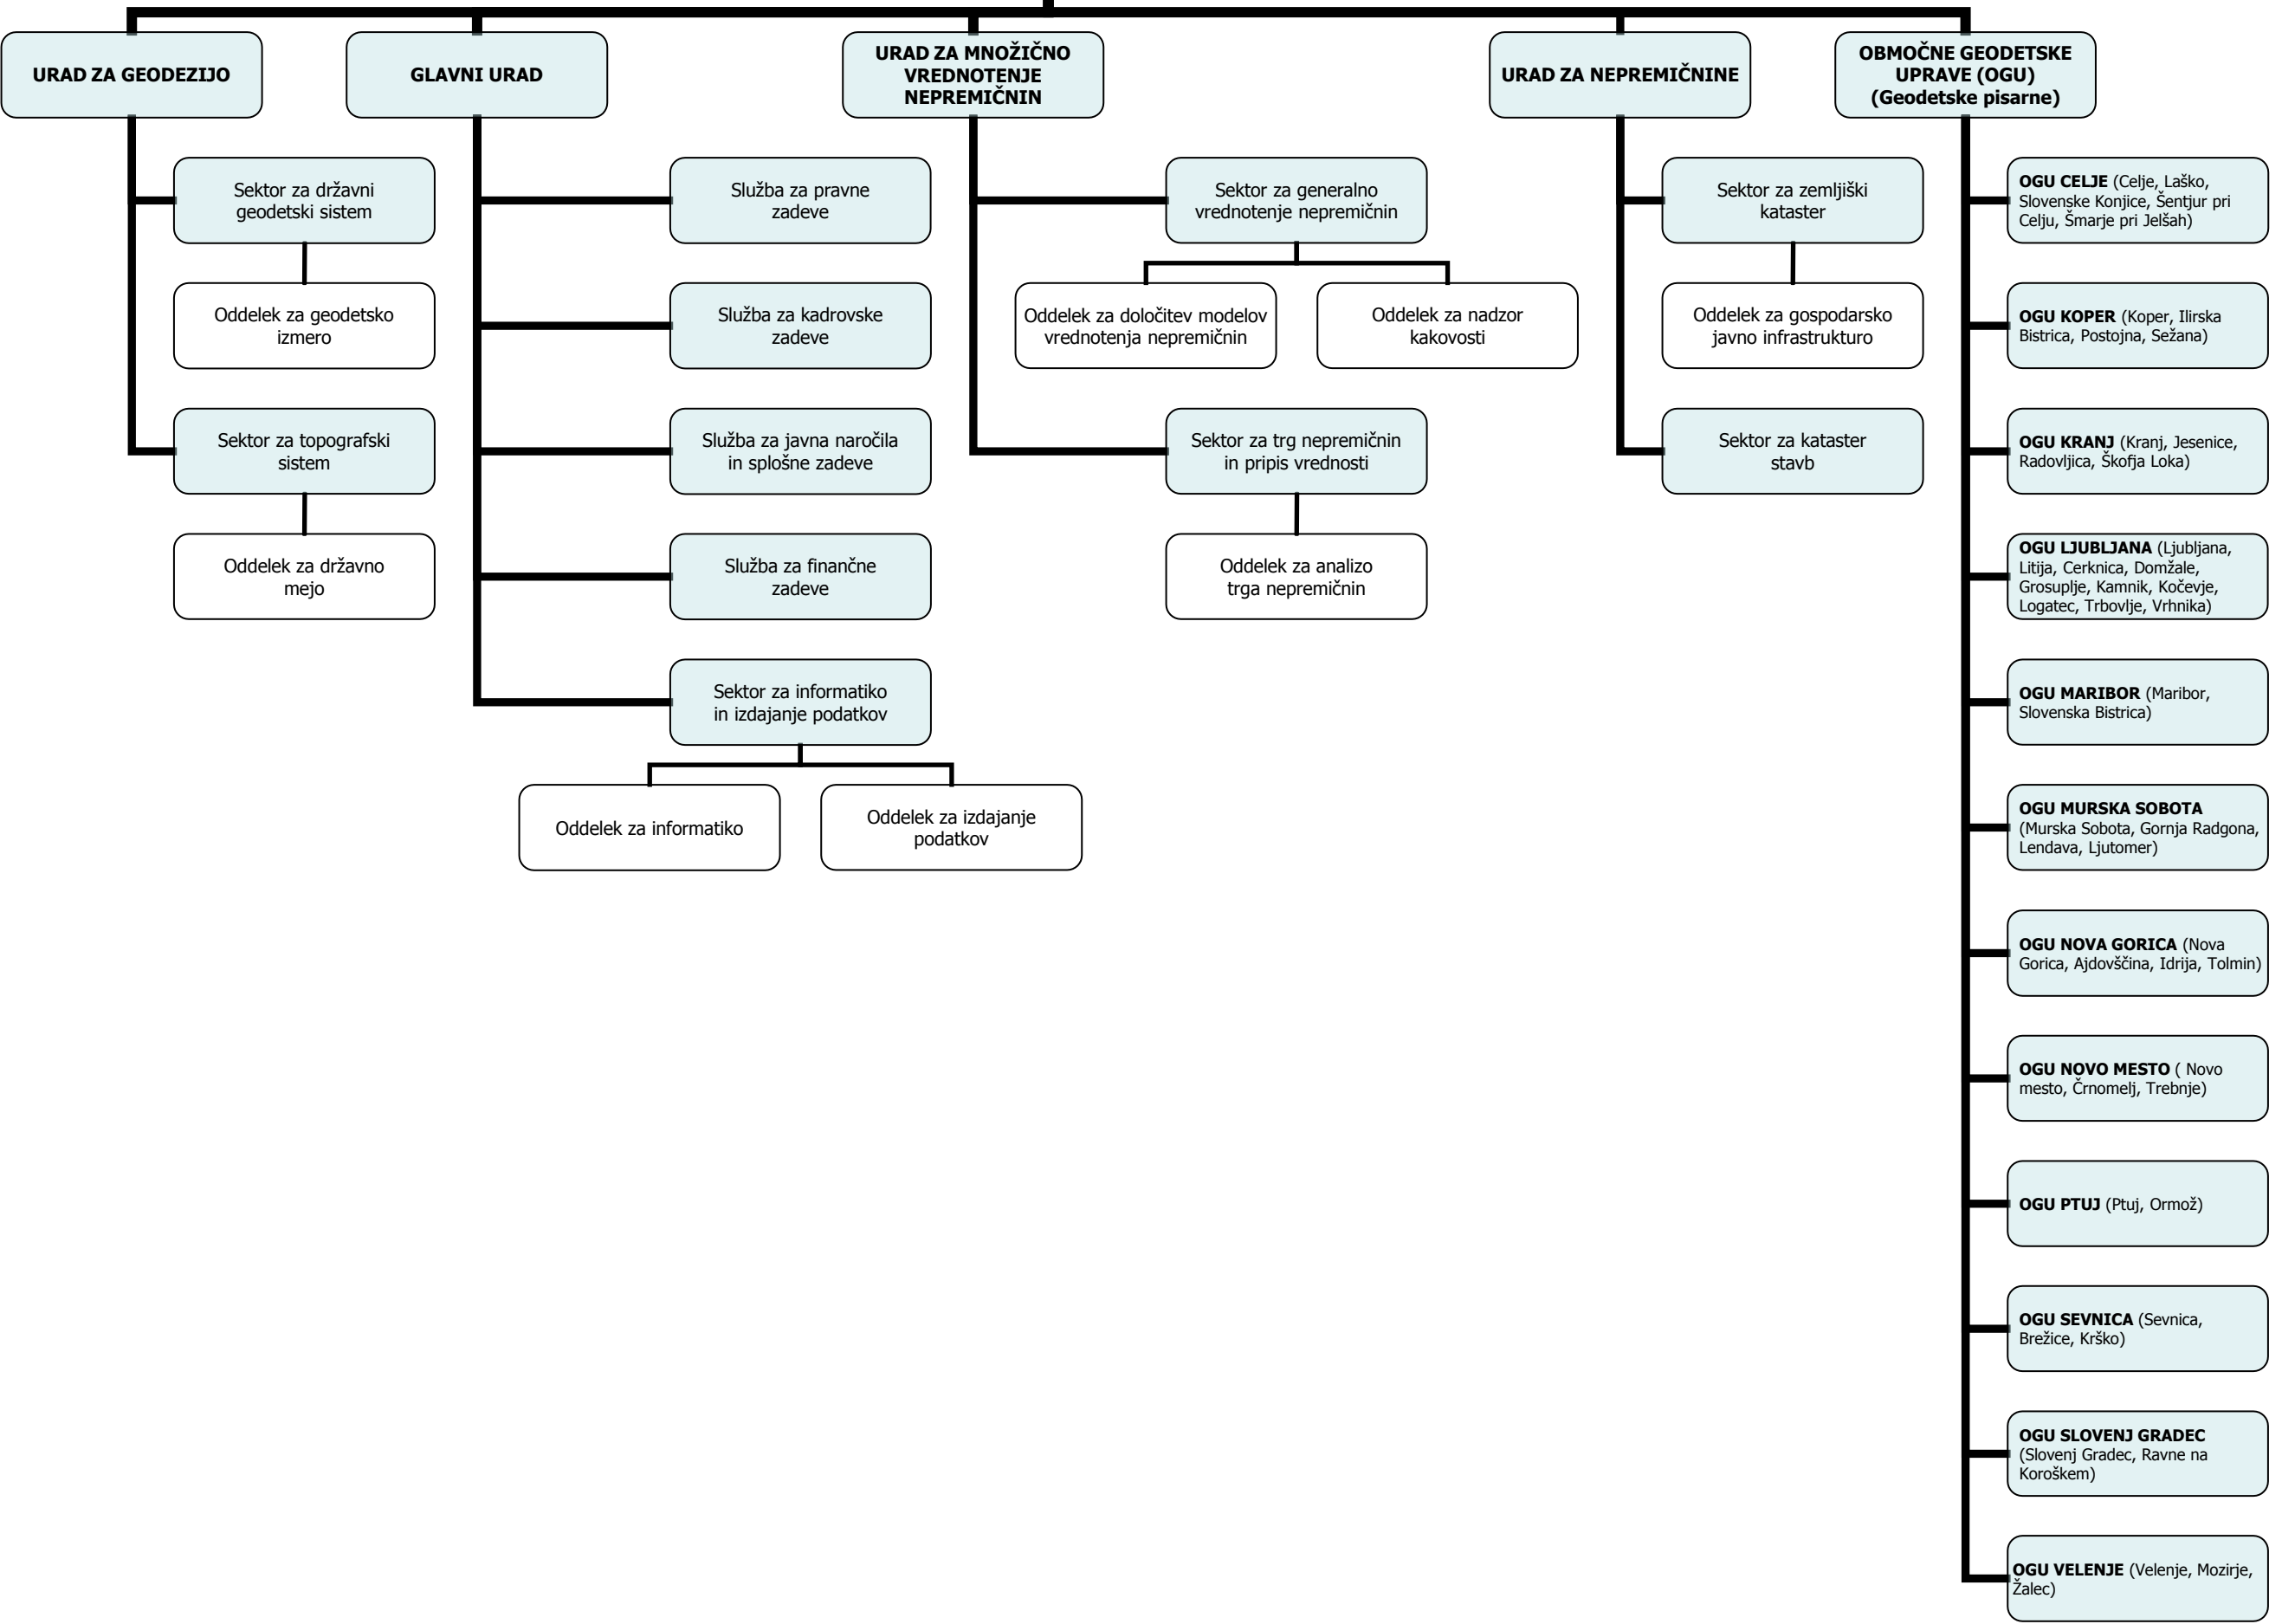 URAD ZA GEODEZIJO
GLAVNI URAD
URAD ZA MNOŽIČNO
VREDNOTENJE
NEPREMIČNIN
URAD ZA NEPREMIČNINE
OBMOČNE GEODETSKE
UPRAVE (OGU)
(Geodetske pisarne)
Sektor za državni
geodetski sistem
Oddelek za geodetsko
izmero
Sektor za topografski
sistem
Oddelek za državno
mejo
Služba za pravne
zadeve
Služba za kadrovske
zadeve
Služba za javna naročila
in splošne zadeve
Služba za finančne
zadeve
Sektor za informatiko
in izdajanje podatkov
Oddelek za informatiko
Oddelek za izdajanje
podatkov
Sektor za generalno
vrednotenje nepremičnin
Oddelek za določitev modelov
vrednotenja nepremičnin
Oddelek za nadzor
kakovosti
Sektor za trg nepremičnin
in pripis vrednosti
Oddelek za analizo
trga nepremičnin
Sektor za zemljiški
kataster
Oddelek za gospodarsko
javno infrastrukturo
Sektor za kataster
stavb
OGU CELJE (Celje, Laško,
Slovenske Konjice, Šentjur pri
Celju, Šmarje pri Jelšah)
OGU KOPER (Koper, Ilirska
Bistrica, Postojna, Sežana)
OGU KRANJ (Kranj, Jesenice,
Radovljica, Škofja Loka)
OGU LJUBLJANA (Ljubljana,
Litija, Cerknica, Domžale,
Grosuplje, Kamnik, Kočevje,
Logatec, Trbovlje, Vrhnika)
OGU MARIBOR (Maribor,
Slovenska Bistrica)
OGU MURSKA SOBOTA
(Murska Sobota, Gornja Radgona,
Lendava, Ljutomer)
OGU NOVA GORICA (Nova
Gorica, Ajdovščina, Idrija, Tolmin)
OGU NOVO MESTO ( Novo
mesto, Črnomelj, Trebnje)
OGU PTUJ (Ptuj, Ormož)
OGU SEVNICA (Sevnica,
Brežice, Krško)
OGU SLOVENJ GRADEC
(Slovenj Gradec, Ravne na
Koroškem)
OGU VELENJE (Velenje, Mozirje,
Žalec)